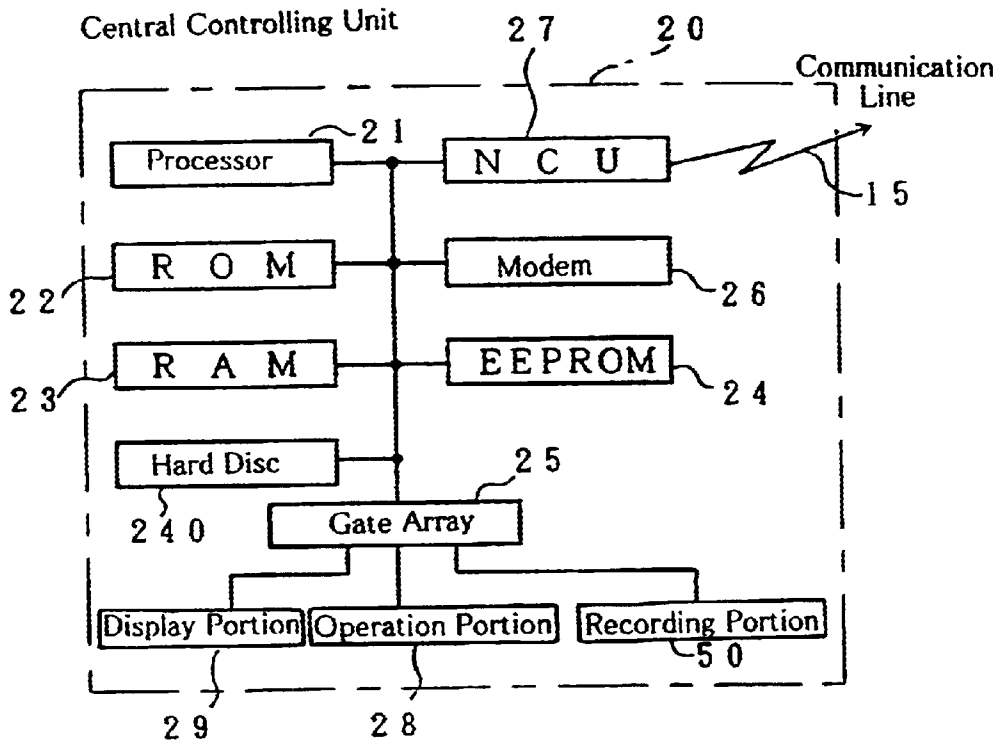 Central Controlling Unit
27
20
Communication
Line
21
Processor
NCU
15
ROM
Modem
22
26
RAM
EEPROM
23
24
Hard Disc
25
240
Gate Array
Display Portion
Operation Portion
Recording Portion
50
29
28